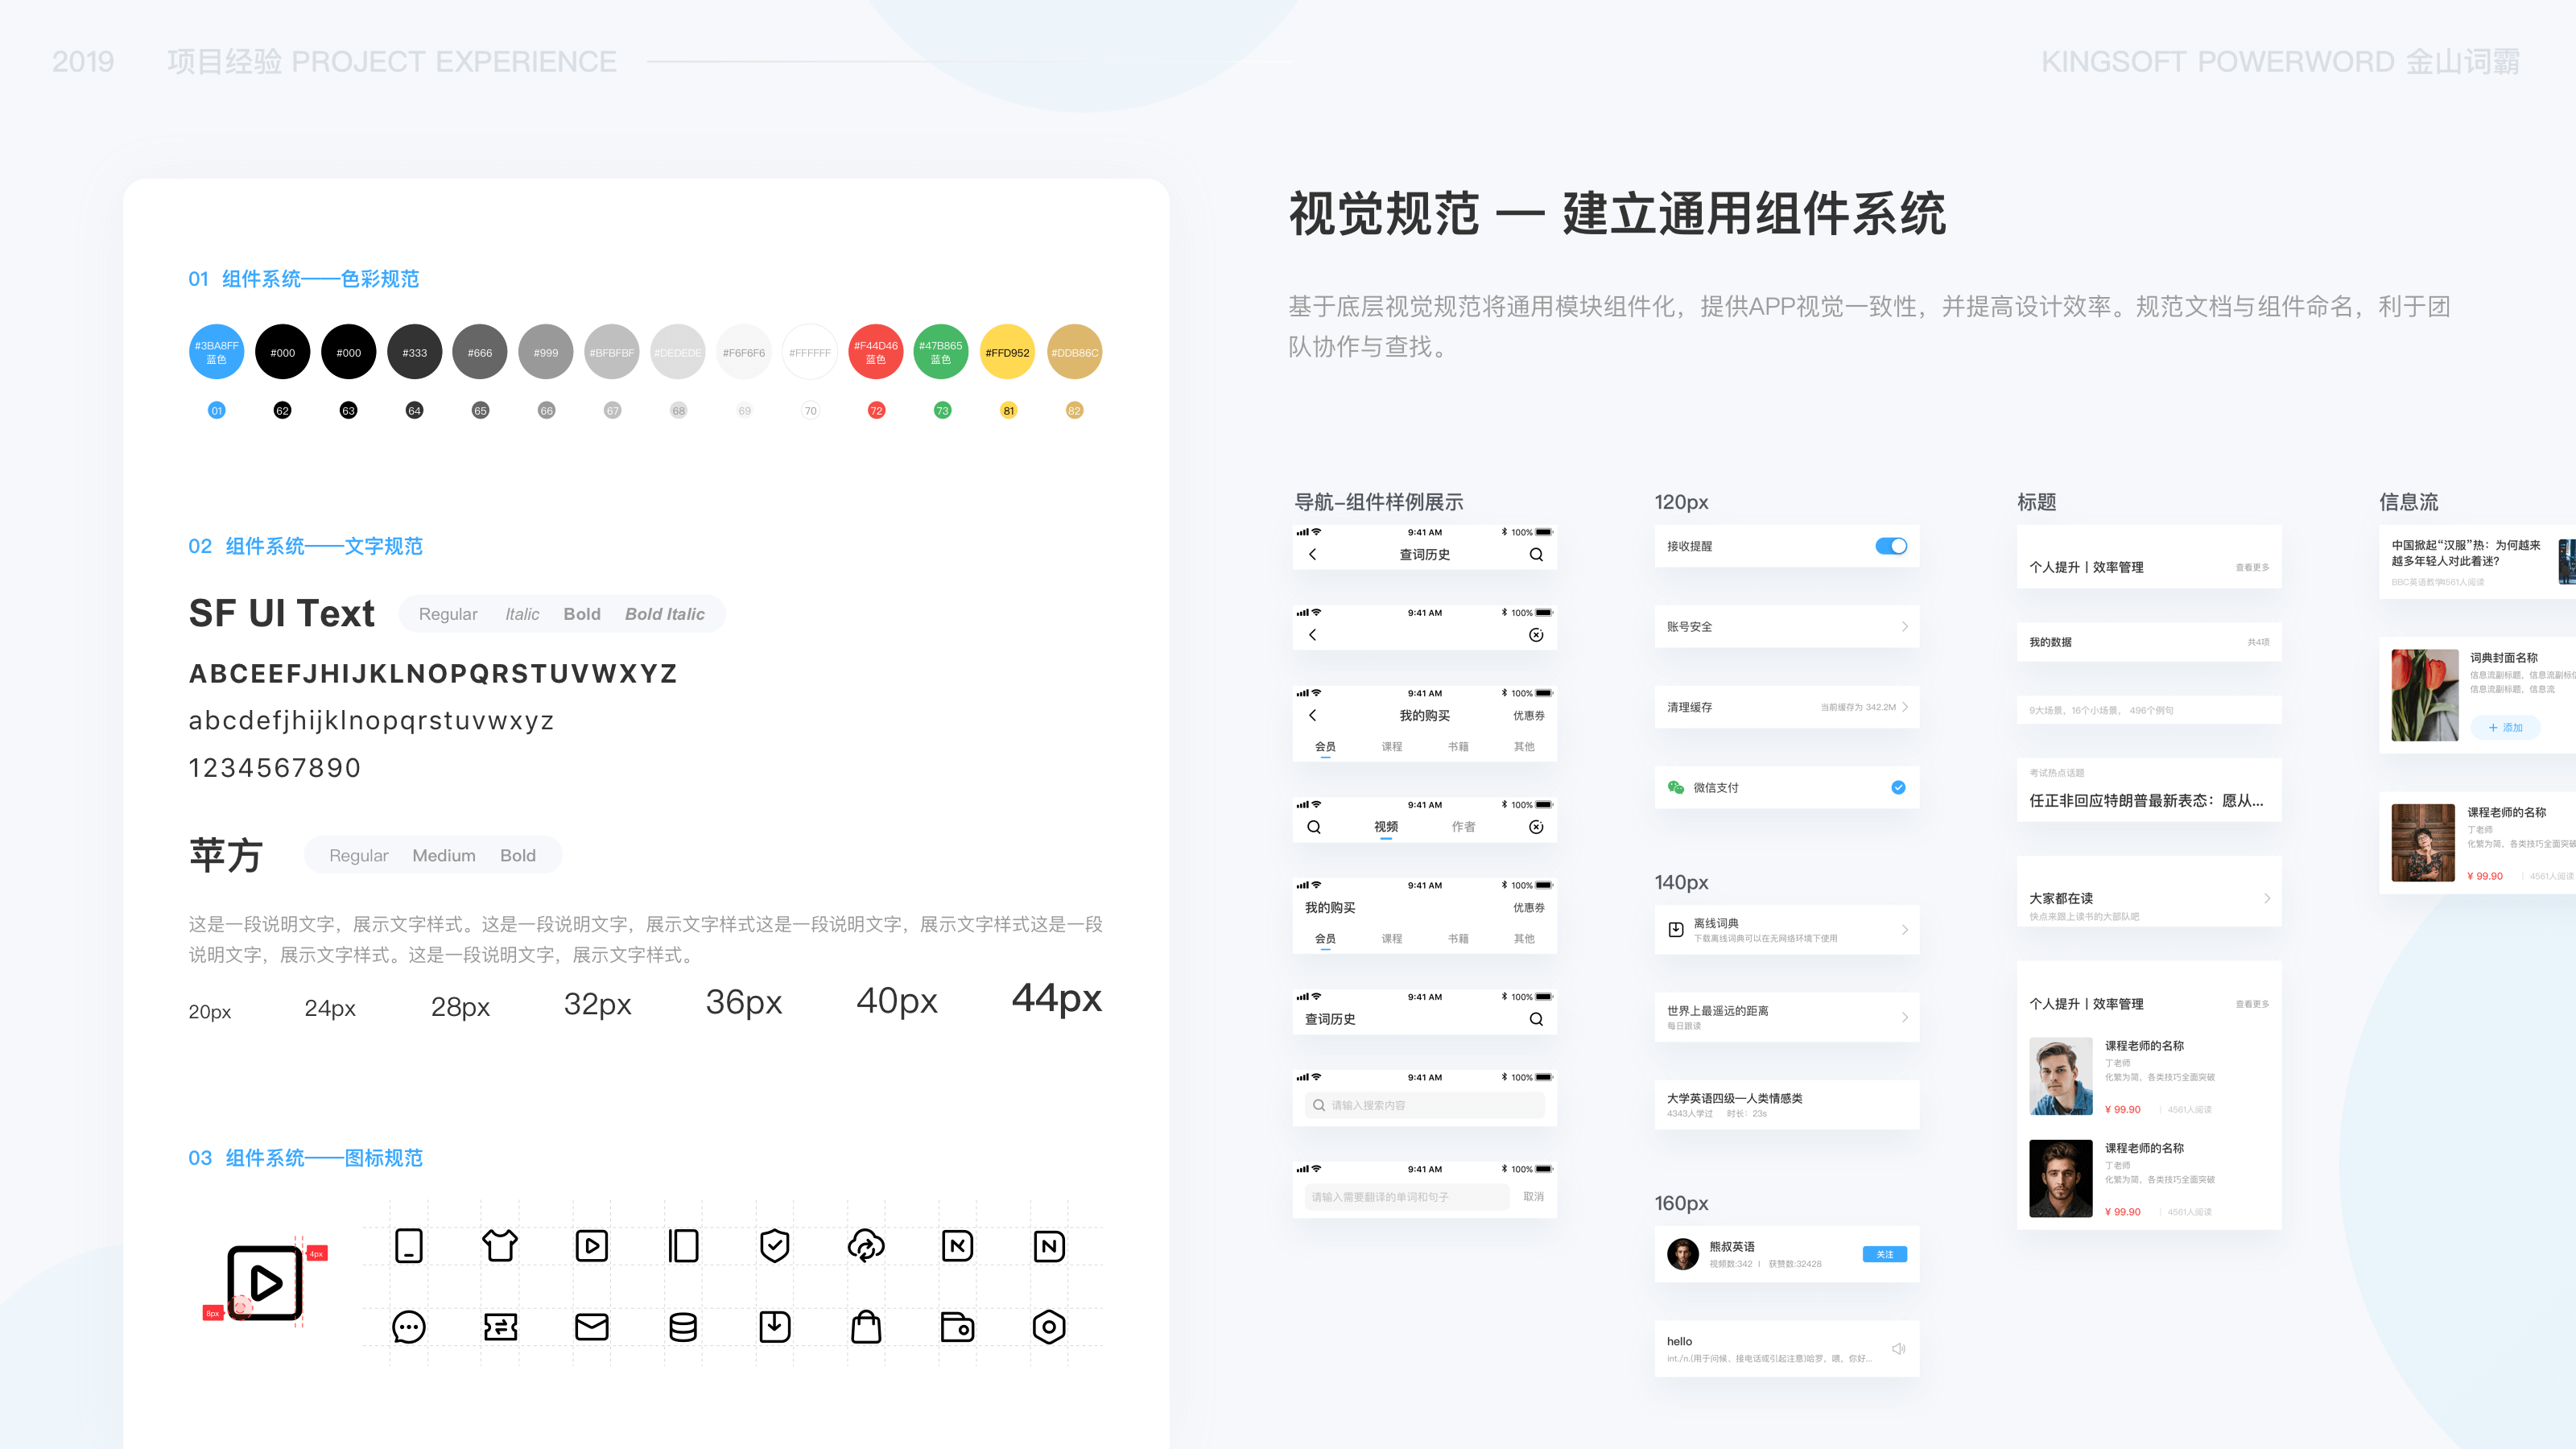 2019 项目经验 PROJECT EXPERIENCE
KINGSOFT POWERWORD 金山词霸
01 组件系统——色彩规范
#3BA8FF
蓝色
#000
#000
#333
#666
#999
#BFBFBF
#DEDEDE
#F6F6F6
#FFFFFF
#F44D46
蓝色
#47B865
蓝色
#FFD952
#DDB86C
01 62 63 64 65 66 67 68 69 70 72 73 81 82
02 组件系统——文字规范
SF UI Text Regular Italic Bold Bold Italic
ABCEEFJHIJKLNOPQRSTUVWXYZ
abcdefjhijklnopqrstuvwxyz
1234567890
苹方 Regular Medium Bold
这是一段说明文字，展示文字样式。这是一段说明文字，展示文字样式这是一段说明文字，展示文字样式这是一段
说明文字，展示文字样式。这是一段说明文字，展示文字样式。
20px 24px 28px 32px 36px 40px 44px
03 组件系统——图标规范
4px
8px
视觉规范 — 建立通用组件系统
基于底层视觉规范将通用模块组件化，提供APP视觉一致性，并提高设计效率。规范文档与组件命名，利于团
队协作与查找。
导航-组件样例展示
9:41 AM 100%
查词历史
9:41 AM 100%
9:41 AM 100%
我的购买 优惠券
会员 课程 书籍 其他
9:41 AM 100%
视频 作者
9:41 AM 100%
我的购买 优惠券
会员 课程 书籍 其他
9:41 AM 100%
查词历史
9:41 AM 100%
请输入搜索内容
9:41 AM 100%
请输入需要翻译的单词和句子 取消
120px
接收提醒
账号安全
清理缓存 当前缓存为 342.2M
微信支付
140px
离线词典
下载离线词典可以在无网络环境下使用
世界上最遥远的距离
每日跟读
大学英语四级—人类情感类
4343人学过 时长：23s
160px
熊叔英语
视频数:342 | 获赞数:32428
关注
hello
int./n.(用于问候、接电话或引起注意)哈罗，喂，你好...
标题
个人提升丨效率管理 查看更多
我的数据 共4项
9大场景，16个小场景， 496个例句
考试热点话题
任正非回应特朗普最新表态：愿从...
大家都在读
快点来跟上读书的大部队吧
个人提升丨效率管理 查看更多
课程老师的名称
丁老师
化繁为简，各类技巧全面突破
¥ 99.90 | 4561人阅读
课程老师的名称
丁老师
化繁为简，各类技巧全面突破
¥ 99.90 | 4561人阅读
信息流
中国掀起“汉服”热：为何越来
越多年轻人对此着迷?
BBC英语教学4561人阅读
词典封面名称
信息流副标题，信息流副标
信息流副标题，信息流
+ 添加
课程老师的名称
丁老师
化繁为简，各类技巧全面突破
¥ 99.90 | 4561人阅读